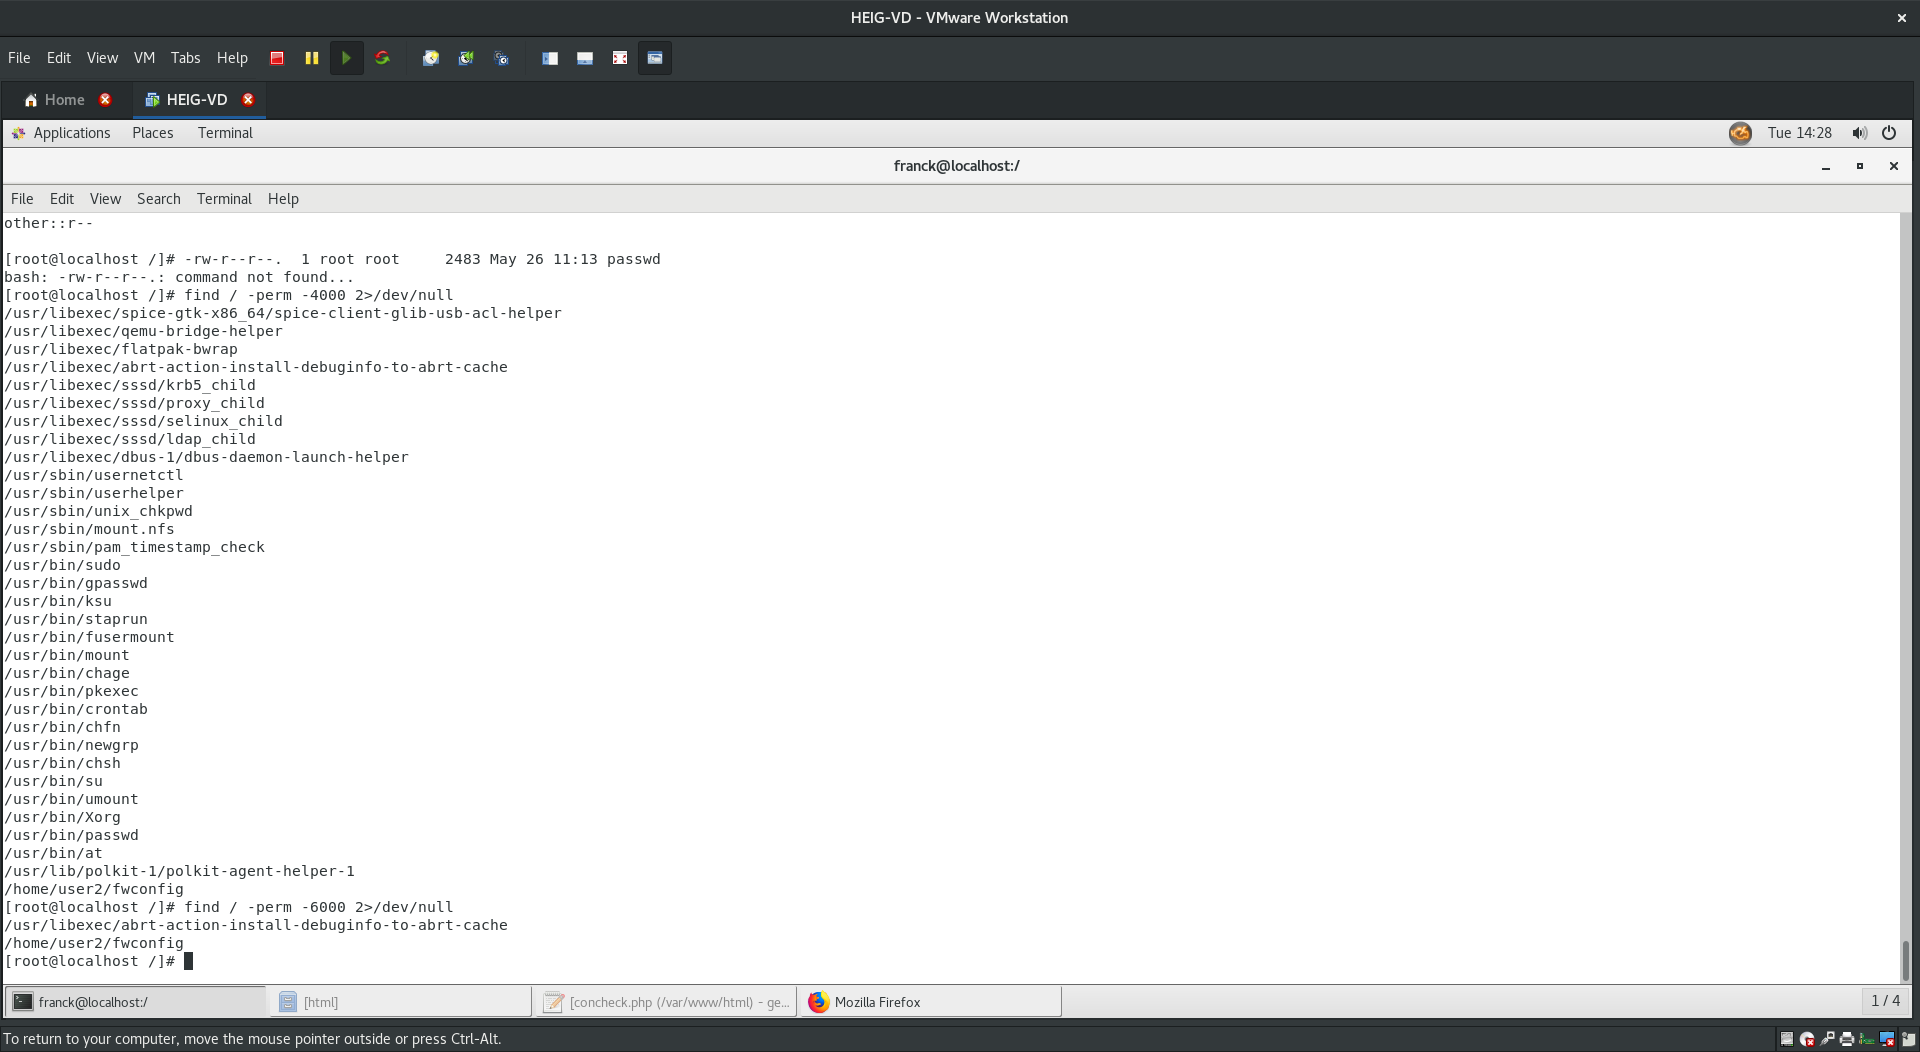 HEIG-VD - VMware Workstation
File Edit View VM Tabs Help
Home HEIG-VD
Applications Places Terminal Tue 14:28
franck@localhost:/
File Edit View Search Terminal Help
other::r--
[root@localhost /]# -rw-r--r--.  1 root root     2483 May 26 11:13 passwd
bash: -rw-r--r--.: command not found...
[root@localhost /]# find / -perm -4000 2>/dev/null
/usr/libexec/spice-gtk-x86_64/spice-client-glib-usb-acl-helper
/usr/libexec/qemu-bridge-helper
/usr/libexec/flatpak-bwrap
/usr/libexec/abrt-action-install-debuginfo-to-abrt-cache
/usr/libexec/sssd/krb5_child
/usr/libexec/sssd/proxy_child
/usr/libexec/sssd/selinux_child
/usr/libexec/sssd/ldap_child
/usr/libexec/dbus-1/dbus-daemon-launch-helper
/usr/sbin/usernetctl
/usr/sbin/userhelper
/usr/sbin/unix_chkpwd
/usr/sbin/mount.nfs
/usr/sbin/pam_timestamp_check
/usr/bin/sudo
/usr/bin/gpasswd
/usr/bin/ksu
/usr/bin/staprun
/usr/bin/fusermount
/usr/bin/mount
/usr/bin/chage
/usr/bin/pkexec
/usr/bin/crontab
/usr/bin/chfn
/usr/bin/newgrp
/usr/bin/chsh
/usr/bin/su
/usr/bin/umount
/usr/bin/Xorg
/usr/bin/passwd
/usr/bin/at
/usr/lib/polkit-1/polkit-agent-helper-1
/home/user2/fwconfig
[root@localhost /]# find / -perm -6000 2>/dev/null
/usr/libexec/abrt-action-install-debuginfo-to-abrt-cache
/home/user2/fwconfig
[root@localhost /]#
franck@localhost:/ [html] [concheck.php (/var/www/html) - ge... Mozilla Firefox 1 / 4
To return to your computer, move the mouse pointer outside or press Ctrl-Alt.